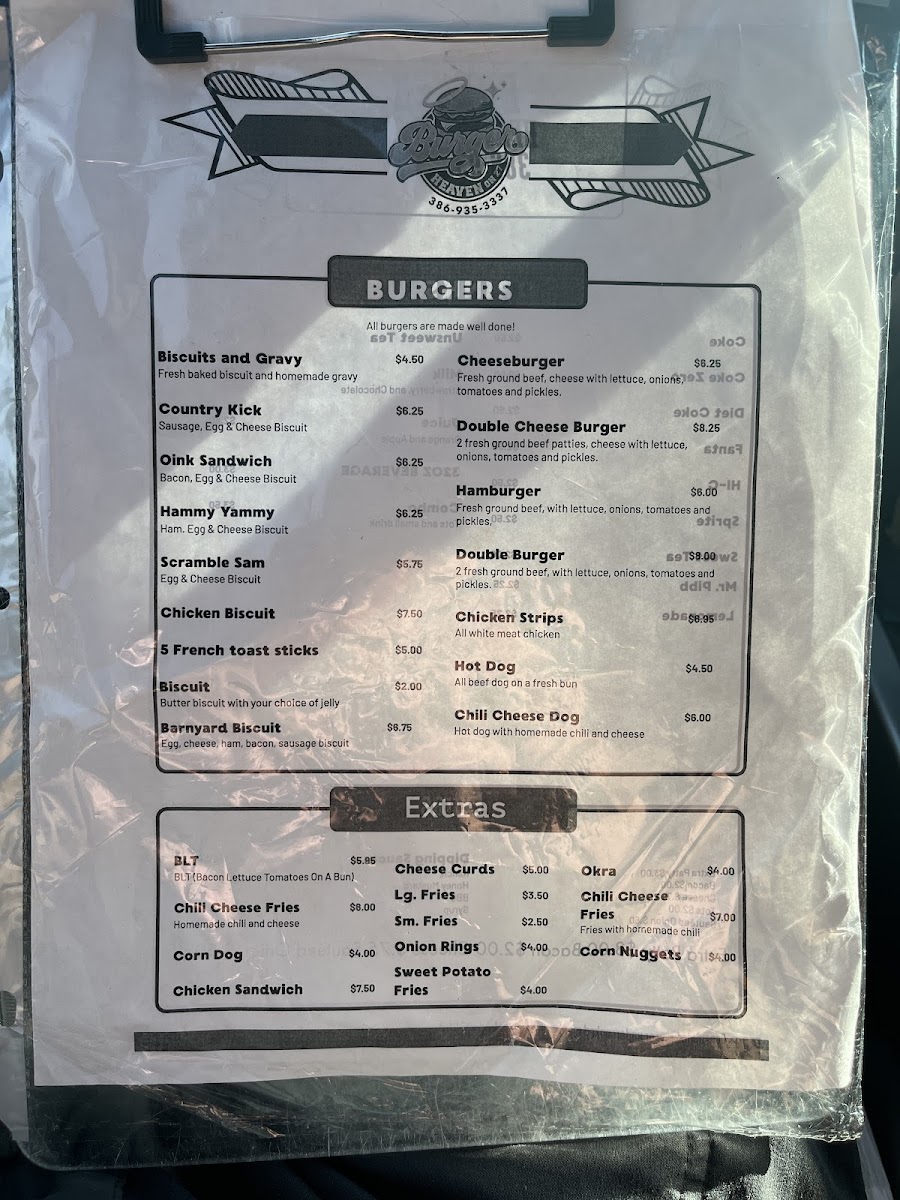 Burger
HEAVEN ON
386-935-3337
BURGERS
All burgers are made well done!
Biscuits and Gravy $4.50
Fresh baked biscuit and homemade gravy
Country Kick $6.25
Sausage, Egg & Cheese Biscuit
Oink Sandwich $6.25
Bacon, Egg & Cheese Biscuit
Hammy Yammy $6.25
Ham. Egg & Cheese Biscuit
Scramble Sam $5.75
Egg & Cheese Biscuit
Chicken Biscuit $7.50
5 French toast sticks $5.00
Biscuit $2.00
Butter biscuit with your choice of jelly
Barnyard Biscuit $6.75
Egg, cheese, ham, bacon, sausage biscuit
Cheeseburger $6.25
Fresh ground beef, cheese with lettuce, onions,
tomatoes and pickles.
Double Cheese Burger $8.25
2 fresh ground beef patties, cheese with lettuce,
onions, tomatoes and pickles.
Hamburger $6.00
Fresh ground beef, with lettuce, onions, tomatoes and
pickles.
Double Burger $8.00
2 fresh ground beef, with lettuce, onions, tomatoes and
pickles.
Chicken Strips
All white meat chicken
Hot Dog $4.50
All beef dog on a fresh bun
Chili Cheese Dog $6.00
Hot dog with homemade chili and cheese
Extras
BLT $5.95
BLT (Bacon Lettuce Tomatoes On A Bun)
Chili Cheese Fries $8.00
Homemade chili and cheese
Corn Dog $4.00
Chicken Sandwich $7.50
Cheese Curds $5.00
Lg. Fries $3.50
Sm. Fries $2.50
Onion Rings $4.00
Sweet Potato
Fries $4.00
Okra $4.00
Chili Cheese
Fries $7.00
Fries with homemade chili
Corn Nuggets $4.00